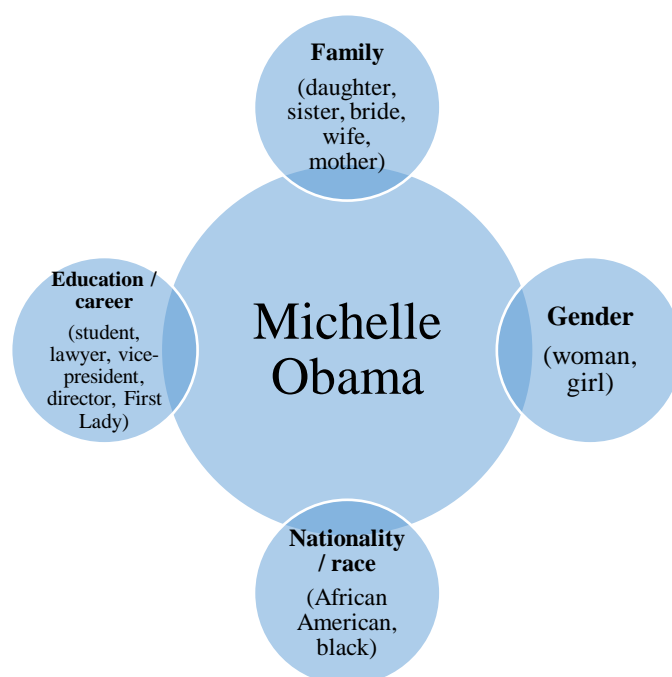 Family
(daughter,
sister, bride,
wife,
mother)
Education /
career
(student,
lawyer, vice-
president,
director, First
Lady)
Michelle
Obama
Gender
(woman,
girl)
Nationality
/ race
(African
American,
black)